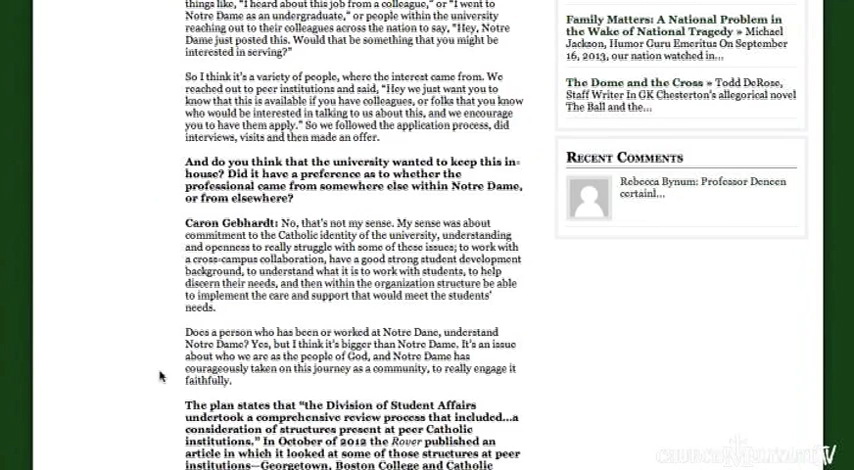 things like, "I heard about this job from a colleague," or "I went to
Notre Dame as an undergraduate," or people within the university
reaching out to their colleagues across the nation to say, "Hey, Notre
Dame just posted this. Would that be something that you might be
interested in serving?"
So I think it's a variety of people, where the interest came from. We
reached out to peer institutions and said, "Hey we just want you to
know that this is available if you have colleagues, or folks that you know
who would be interested in talking to us about this, and we encourage
you to have them apply." So we followed the application process, did
interviews, visits and then made an offer.
And do you think that the university wanted to keep this in-
house? Did it have a preference as to whether the
professional came from somewhere else within Notre Dame,
or from elsewhere?
Caron Gebhardt: No, that's not my sense. My sense was about
commitment to the Catholic identity of the university, understanding
and openness to really struggle with some of these issues; to work with
a cross-campus collaboration, have a good strong student development
background, to understand what it is to work with students, to help
discern their needs, and then within the organization structure be able
to implement the care and support that would meet the students'
needs.
Does a person who has been or worked at Notre Dame, understand
Notre Dame? Yes, but I think it's bigger than Notre Dame. It's an issue
about who we are as the people of God, and Notre Dame has
courageously taken on this journey as a community, to really engage it
faithfully.
The plan states that "the Division of Student Affairs
undertook a comprehensive review process that included...a
consideration of structures present at peer Catholic
institutions." In October of 2012 the Rover published an
article in which it looked at some of those structures at peer
institutions—Georgetown, Boston College and Catholic
Family Matters: A National Problem in
the Wake of National Tragedy » Michael
Jackson, Humor Guru Emeritus On September
16, 2013, our nation watched in...
The Dome and the Cross » Todd DeRose,
Staff Writer In GK Chesterton's allegorical novel
The Ball and the...
Recent Comments
Rebecca Bynum: Professor Deneen
certainl...
CHURCH MILITANT TV